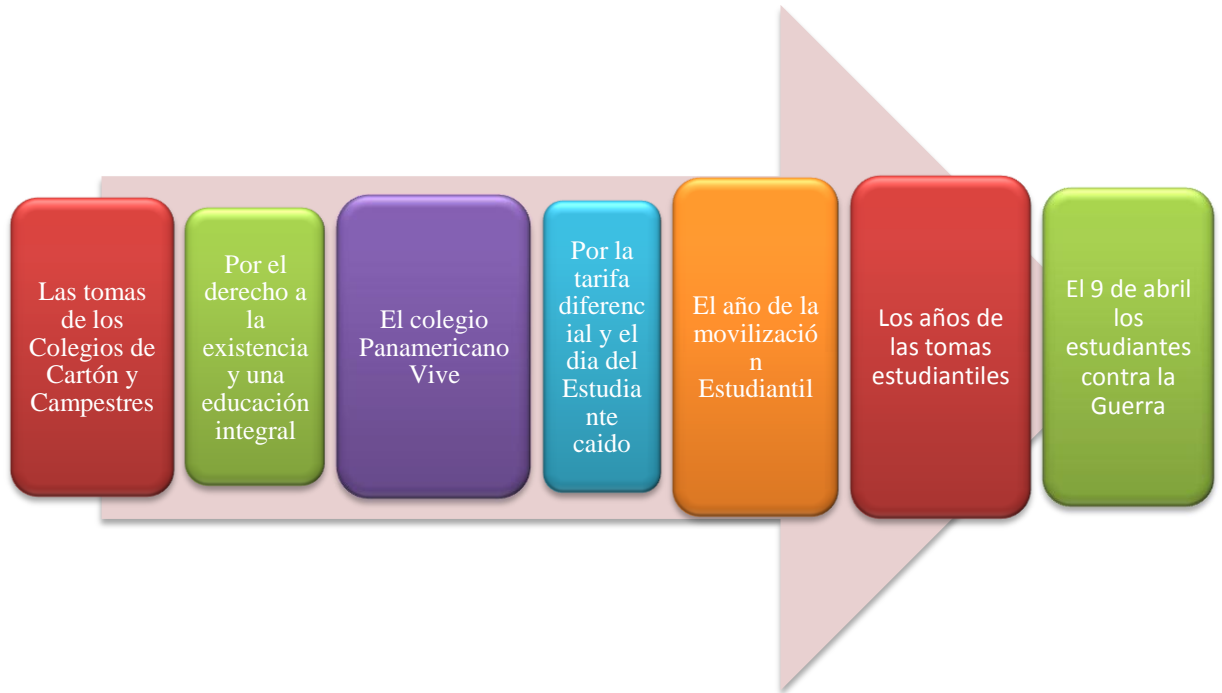 Las tomas
de los
Colegios de
Cartón y
Campestres
Por el
derecho a
la
existencia
y una
educación
integral
El colegio
Panamericano
Vive
Por la
tarifa
diferenc
ial y el
dia del
Estudia
nte
caido
El año de la
movilizació
n
Estudiantil
Los años de
las tomas
estudiantiles
El 9 de abril
los
estudiantes
contra la
Guerra